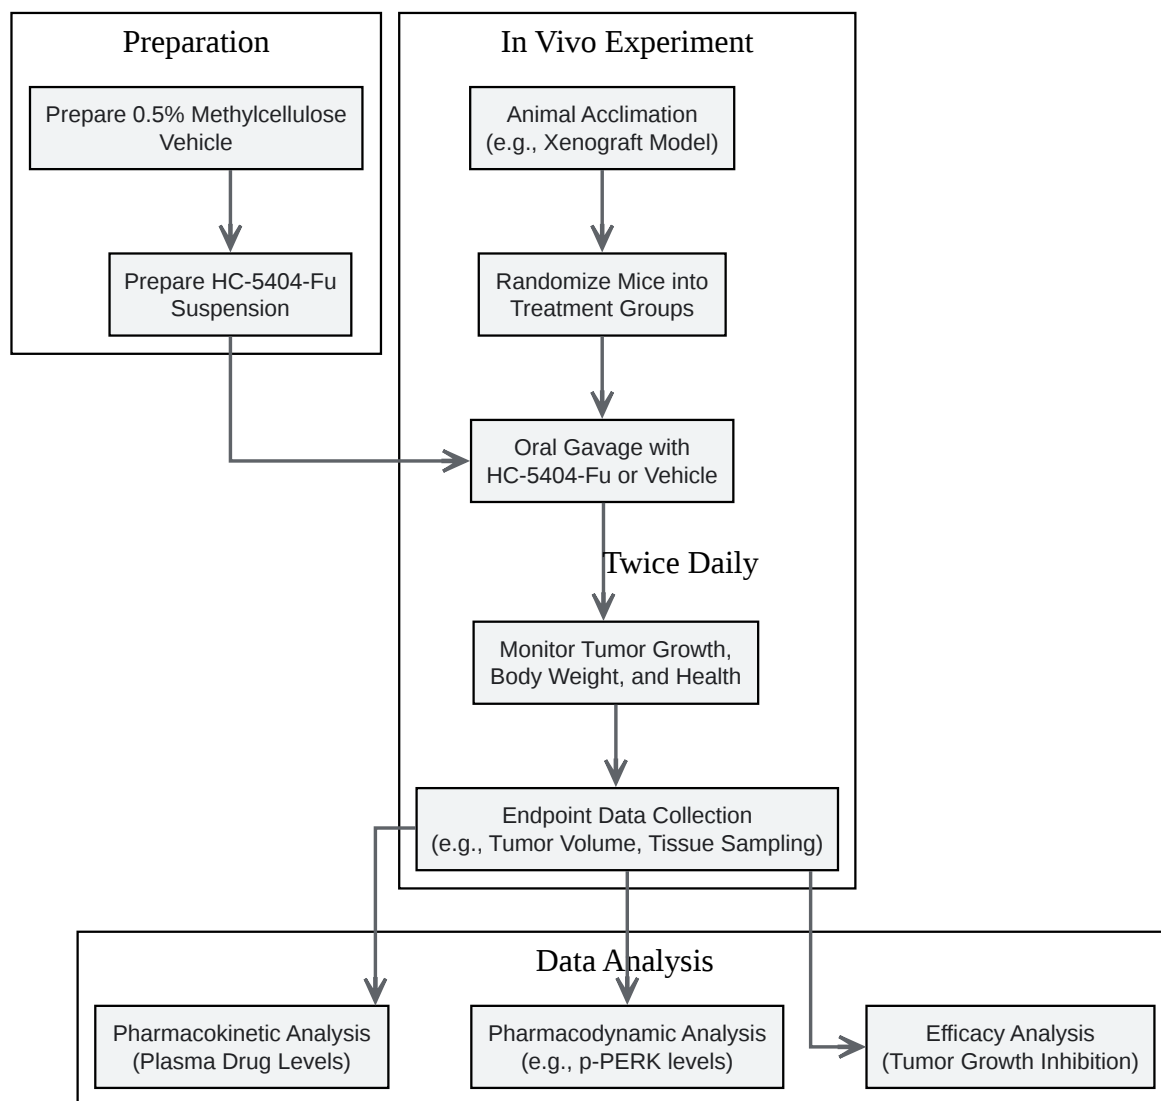 Preparation
Prepare 0.5% Methylcellulose
Vehicle
Prepare HC-5404-Fu
Suspension
In Vivo Experiment
Animal Acclimation
(e.g., Xenograft Model)
Randomize Mice into
Treatment Groups
Oral Gavage with
HC-5404-Fu or Vehicle
Twice Daily
Monitor Tumor Growth,
Body Weight, and Health
Endpoint Data Collection
(e.g., Tumor Volume, Tissue Sampling)
Data Analysis
Pharmacokinetic Analysis
(Plasma Drug Levels)
Pharmacodynamic Analysis
(e.g., p-PERK levels)
Efficacy Analysis
(Tumor Growth Inhibition)